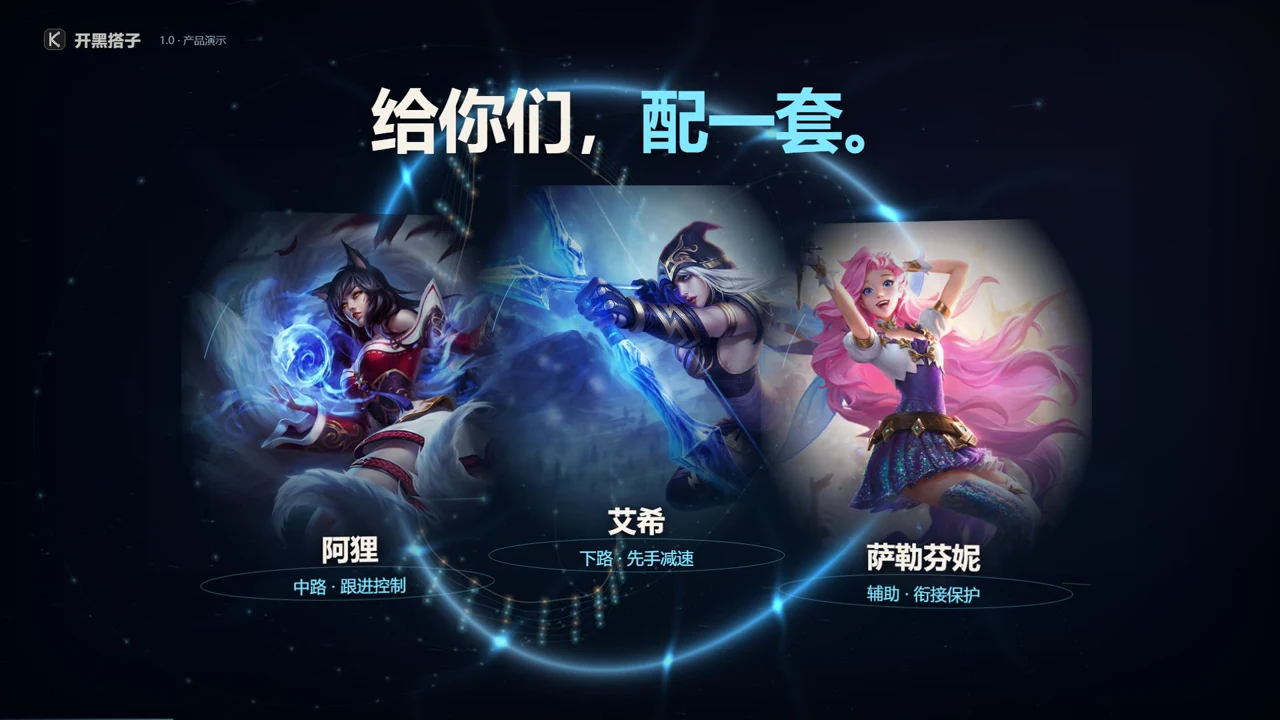 开黑搭子 1.0 · 产品演示
给你们，配一套。
阿狸
中路 · 跟进控制
艾希
下路 · 先手减速
萨勒芬妮
辅助 · 衔接保护